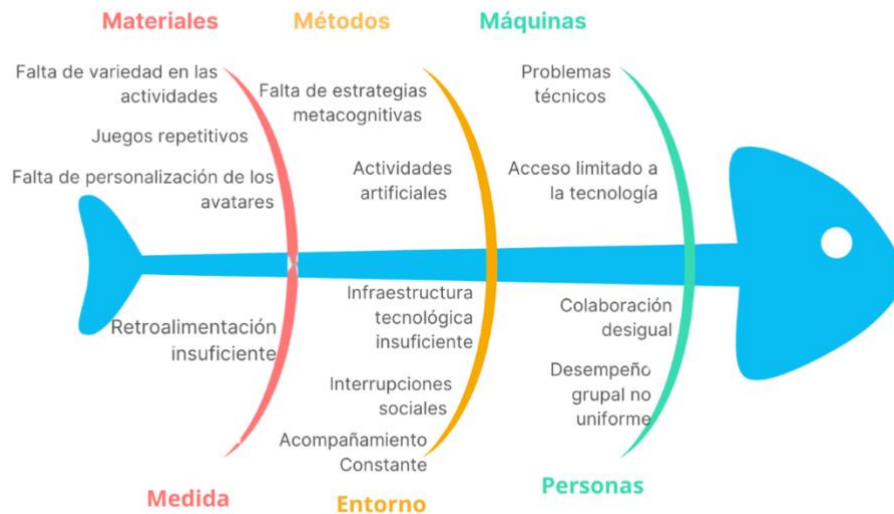 Materiales
Métodos
Máquinas
Falta de variedad en las
actividades
Juegos repetitivos
Falta de personalización de los
avatares
Falta de estrategias
metacognitivas
Actividades
artificiales
Problemas
técnicos
Acceso limitado a
la tecnología
Retroalimentación
insuficiente
Infraestructura
tecnológica
insuficiente
Interrupciones
sociales
Acompañamiento
Constante
Colaboración
desigual
Desempeño
grupal no
uniforme
Medida
Entorno
Personas